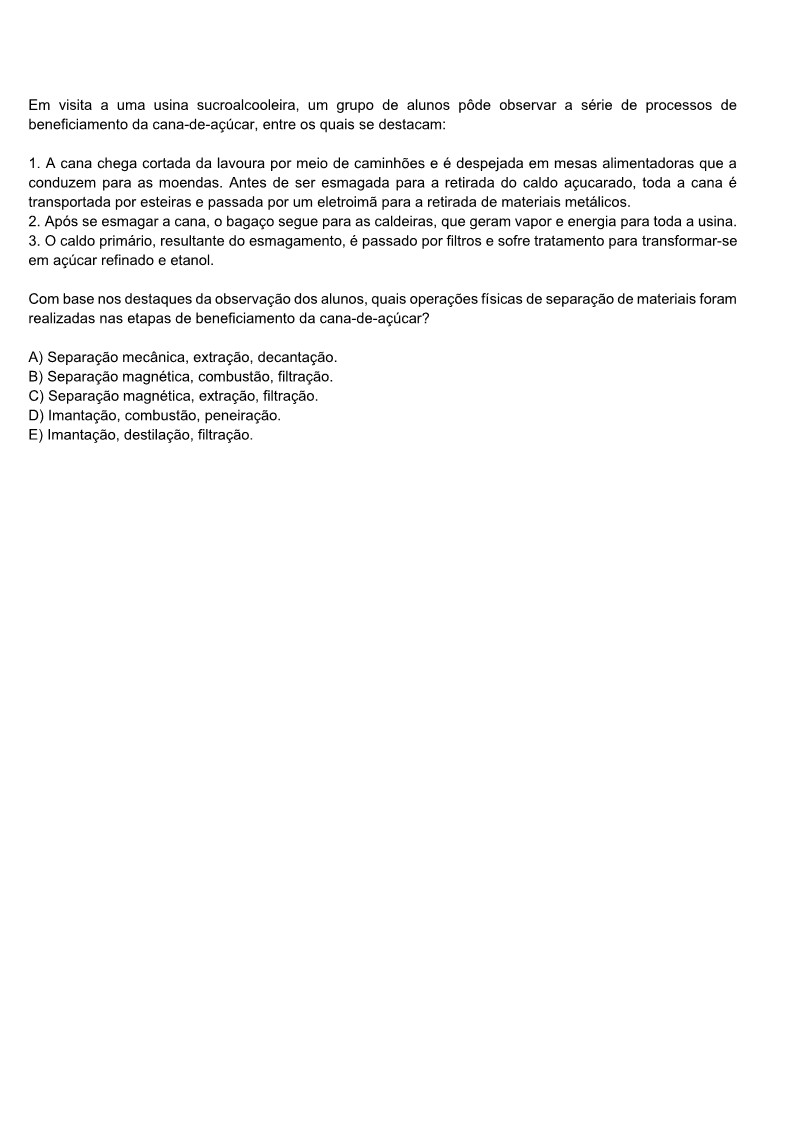 Em visita a uma usina sucroalcooleira, um grupo de alunos pôde observar a série de processos de
beneficiamento da cana-de-açúcar, entre os quais se destacam:
1. A cana chega cortada da lavoura por meio de caminhões e é despejada em mesas alimentadoras que a
conduzem para as moendas. Antes de ser esmagada para a retirada do caldo açucarado, toda a cana é
transportada por esteiras e passada por um eletroimã para a retirada de materiais metálicos.
2. Após se esmagar a cana, o bagaço segue para as caldeiras, que geram vapor e energia para toda a usina.
3. O caldo primário, resultante do esmagamento, é passado por filtros e sofre tratamento para transformar-se
em açúcar refinado e etanol.
Com base nos destaques da observação dos alunos, quais operações físicas de separação de materiais foram
realizadas nas etapas de beneficiamento da cana-de-açúcar?
A) Separação mecânica, extração, decantação.
B) Separação magnética, combustão, filtração.
C) Separação magnética, extração, filtração.
D) Imantação, combustão, peneiração.
E) Imantação, destilação, filtração.